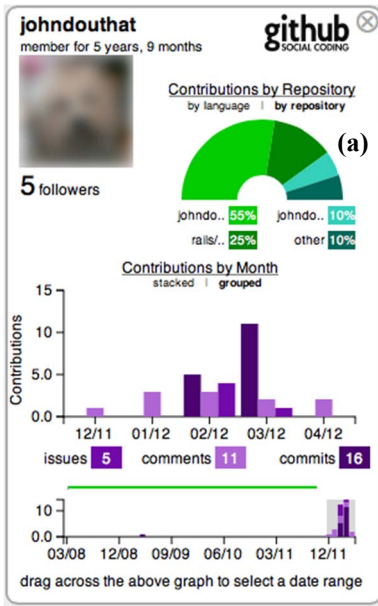 johndouthat
github
member for 5 years, 9 months
SOCIAL CODING
5 followers
Contributions by Repository
by language | by repository
(a)
johndo.. 55% johndo.. 10%
rails/.. 25% other 10%
Contributions by Month
stacked | grouped
Contributions
15
10
5.0
0.0
12/11 01/12 02/12 03/12 04/12
issues 5 comments 11 commits 16
10
0.0
03/08 12/08 09/09 06/10 03/11 12/11
drag across the above graph to select a date range